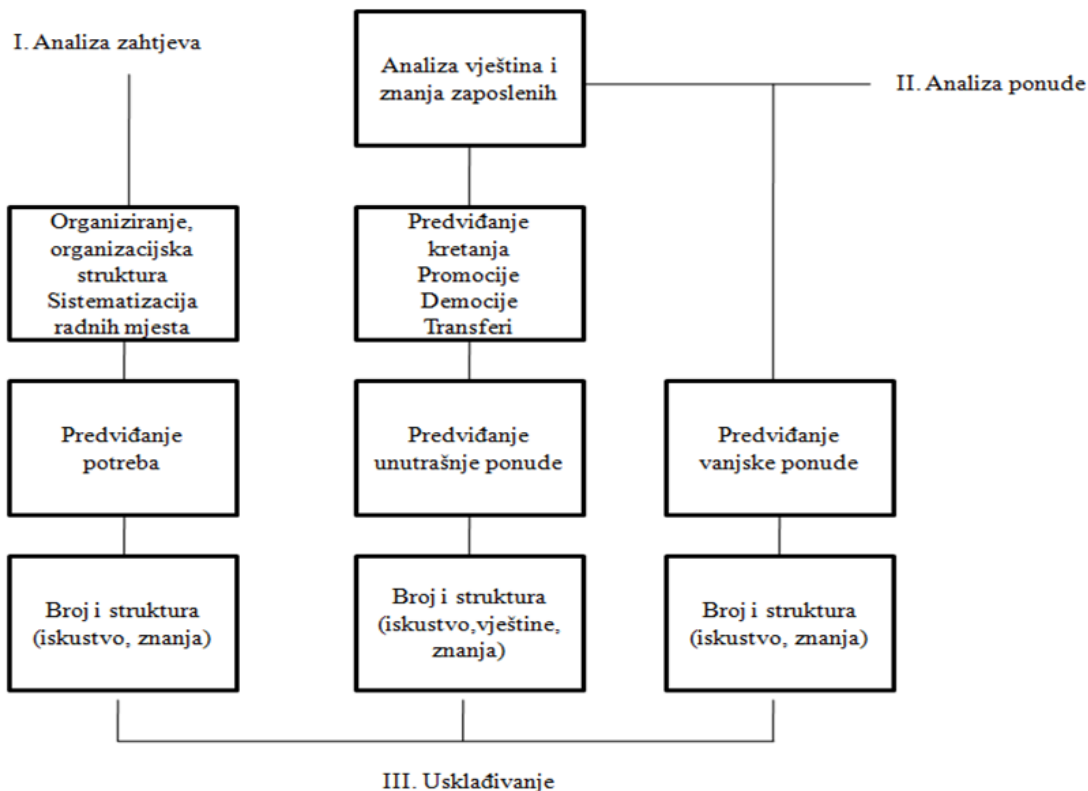 I. Analiza zahtjeva
Analiza vještina i
znanja zaposlenih
II. Analiza ponude
Organiziranje,
organizacijska
struktura
Sistematizacija
radnih mjesta
Predviđanje
kretanja
Promocije
Democije
Transferi
Predviđanje
potreba
Predviđanje
unutrašnje ponude
Predviđanje
vanjske ponude
Broj i struktura
(iskustvo, znanja)
Broj i struktura
(iskustvo,vještine,
znanja)
Broj i struktura
(iskustvo, znanja)
III. Usklađivanje